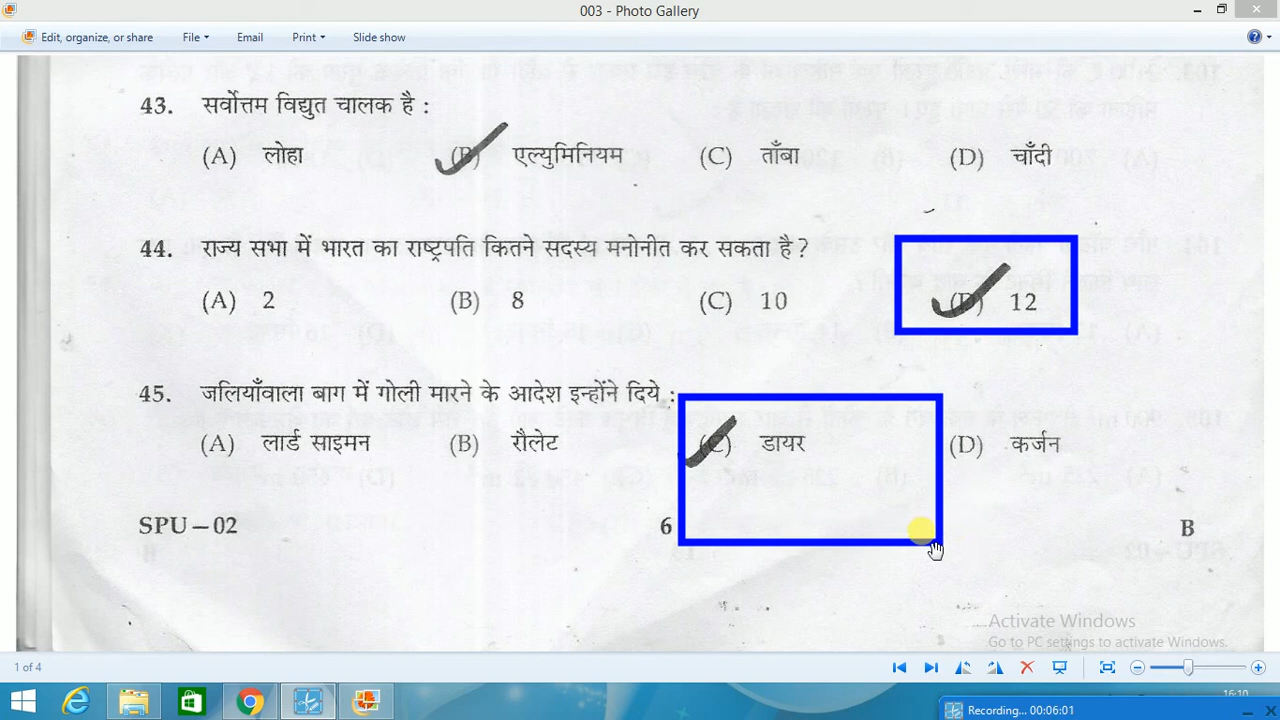 003 - Photo Gallery
Edit, organize, or share File Email Print Slide show
43. सर्वोत्तम विद्युत चालक है :
(A) लोहा (B) एल्युमिनियम (C) ताँबा (D) चाँदी
44. राज्य सभा में भारत का राष्ट्रपति कितने सदस्य मनोनीत कर सकता है ?
(A) 2 (B) 8 (C) 10 (D) 12
45. जलियाँवाला बाग में गोली मारने के आदेश इन्होंने दिये :
(A) लार्ड साइमन (B) रौलेट (C) डायर (D) कर्जन
SPU – 02 6 B
Activate Windows
Go to PC settings to activate Windows.
1 of 4
16:10
Recording... 00:06:01